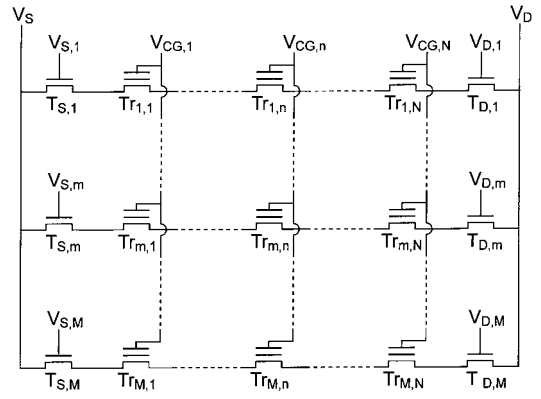 V_S V_D
V_S,1 V_CG,1 V_CG,n V_CG,N V_D,1
T_S,1 Tr_1,1 Tr_1,n Tr_1,N T_D,1
V_S,m V_D,m
T_S,m Tr_m,1 Tr_m,n Tr_m,N T_D,m
V_S,M V_D,M
T_S,M Tr_M,1 Tr_M,n Tr_M,N T_D,M